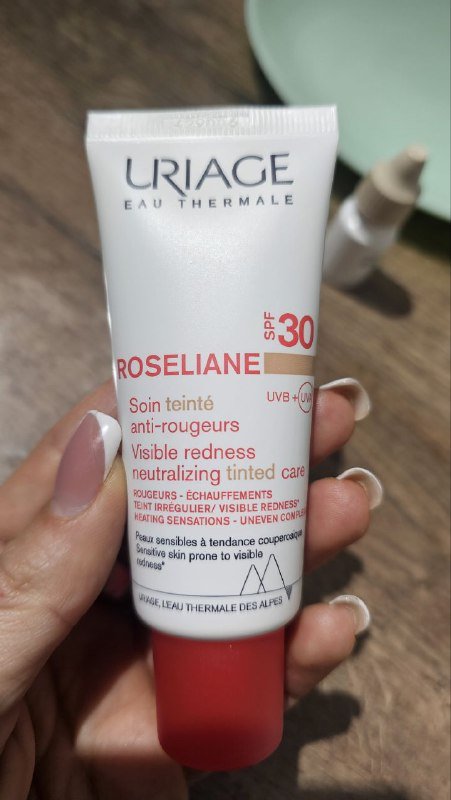 URIAGE
EAU THERMALE
SPF 30
ROSELIANE
UVB + UVA
Soin teinté
anti-rougeurs
Visible redness
neutralizing tinted care
ROUGEURS - ÉCHAUFFEMENTS
TEINT IRRÉGULIER/ VISIBLE REDNESS*
HEATING SENSATIONS - UNEVEN
Peaux sensibles à tendance couperosique
Sensitive skin prone to visible
redness*
URIAGE, L'EAU THERMALE DES ALPES